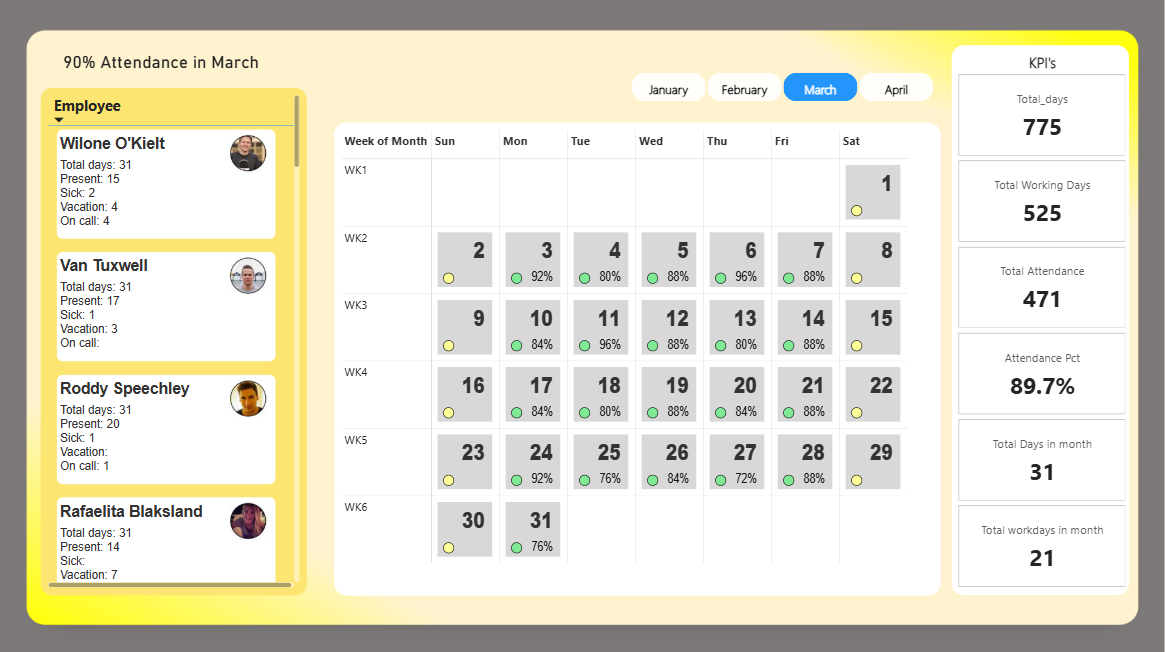 90% Attendance in March
Employee
Wilone O'Kielt
Total days: 31
Present: 15
Sick: 2
Vacation: 4
On call: 4
Van Tuxwell
Total days: 31
Present: 17
Sick: 1
Vacation: 3
On call:
Roddy Speechley
Total days: 31
Present: 20
Sick: 1
Vacation:
On call: 1
Rafaelita Blaksland
Total days: 31
Present: 14
Sick:
Vacation: 7
January February March April
Week of Month Sun Mon Tue Wed Thu Fri Sat
WK1
1
WK2
2 3 4 5 6 7 8
92% 80% 88% 96% 88%
WK3
9 10 11 12 13 14 15
84% 96% 88% 80% 88%
WK4
16 17 18 19 20 21 22
84% 80% 88% 84% 88%
WK5
23 24 25 26 27 28 29
92% 76% 84% 72% 88%
WK6
30 31
76%
KPI's
Total_days
775
Total Working Days
525
Total Attendance
471
Attendance Pct
89.7%
Total Days in month
31
Total workdays in month
21